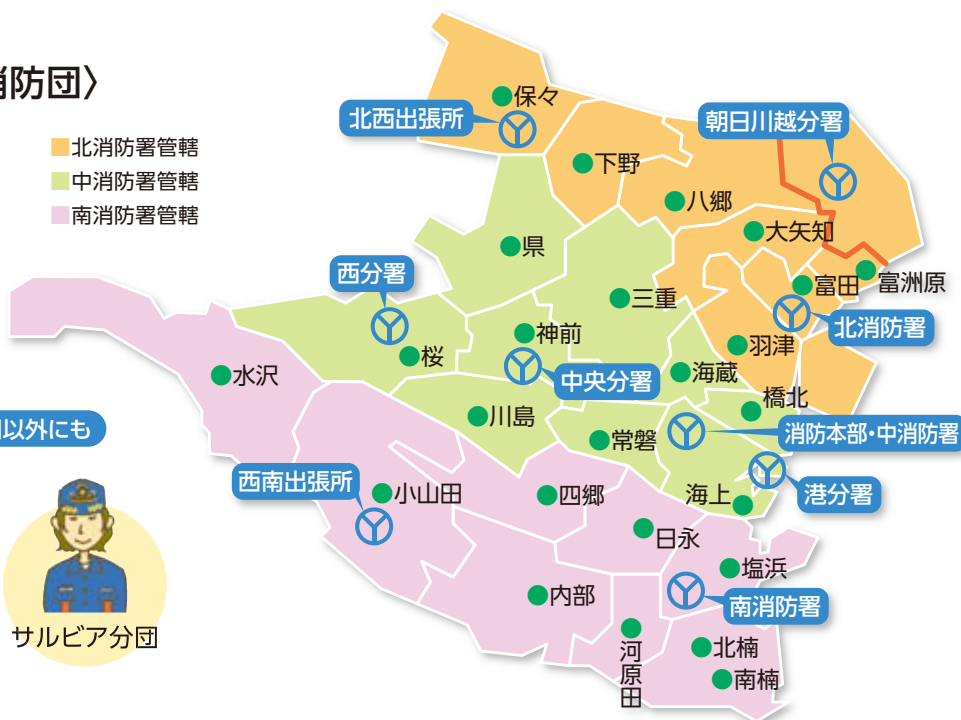 消防団〉
北消防署管轄
中消防署管轄
南消防署管轄
保々
北西出張所
朝日川越分署
下野
八郷
大矢知
県
西分署
富田
富洲原
三重
北消防署
神前
羽津
桜
水沢
中央分署
海蔵
橋北
川島
以外にも
常磐
消防本部・中消防署
西南出張所
小山田
四郷
海上
港分署
日永
塩浜
内部
南消防署
サルビア分団
河原田
北楠
南楠